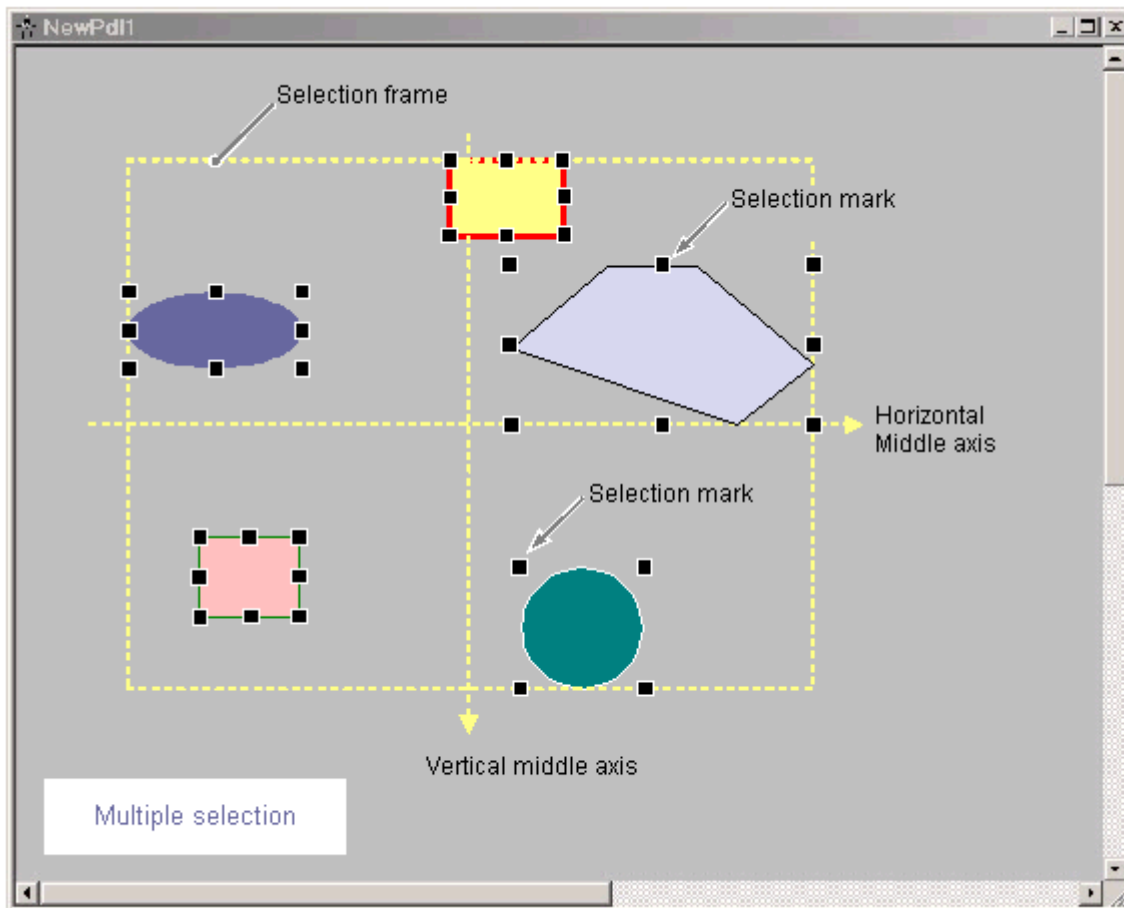 NewPdl1
Selection frame
Selection mark
Horizontal
Middle axis
Selection mark
Vertical middle axis
Multiple selection